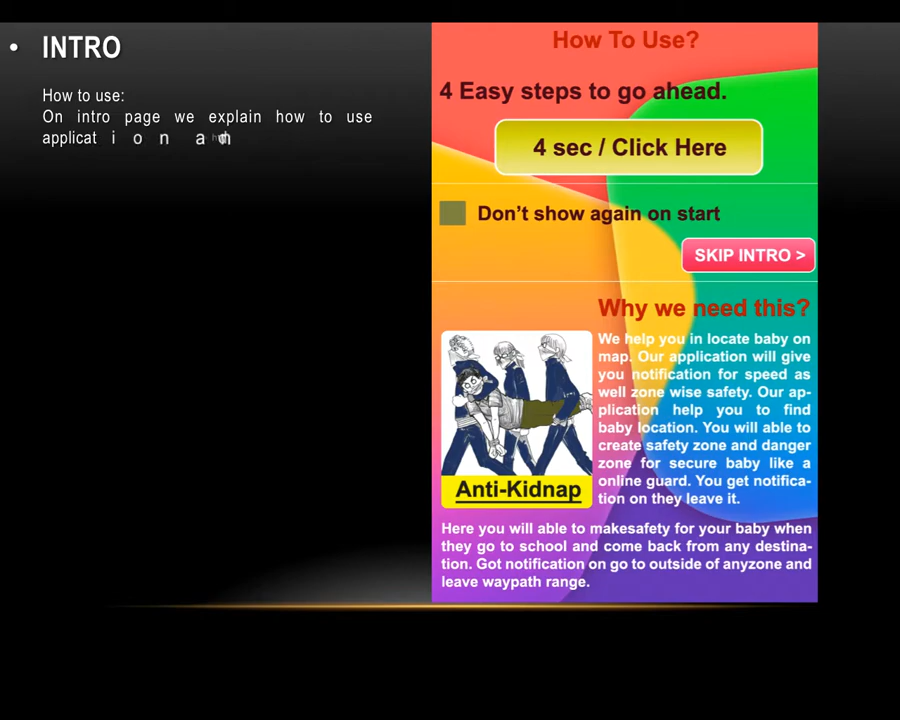 • INTRO
How to use:
On intro page we explain how to use
application
How To Use?
4 Easy steps to go ahead.
4 sec / Click Here
Don't show again on start
SKIP INTRO >
Why we need this?
We help you in locate baby on
map. Our application will give
you notification for speed as
well zone wise safety. Our ap-
plication help you to find
baby location. You will able to
create safety zone and danger
zone for secure baby like a
online guard. You get notifica-
tion on they leave it.
Anti-Kidnap
Here you will able to makesafety for your baby when
they go to school and come back from any destina-
tion. Got notification on go to outside of anyzone and
leave waypath range.